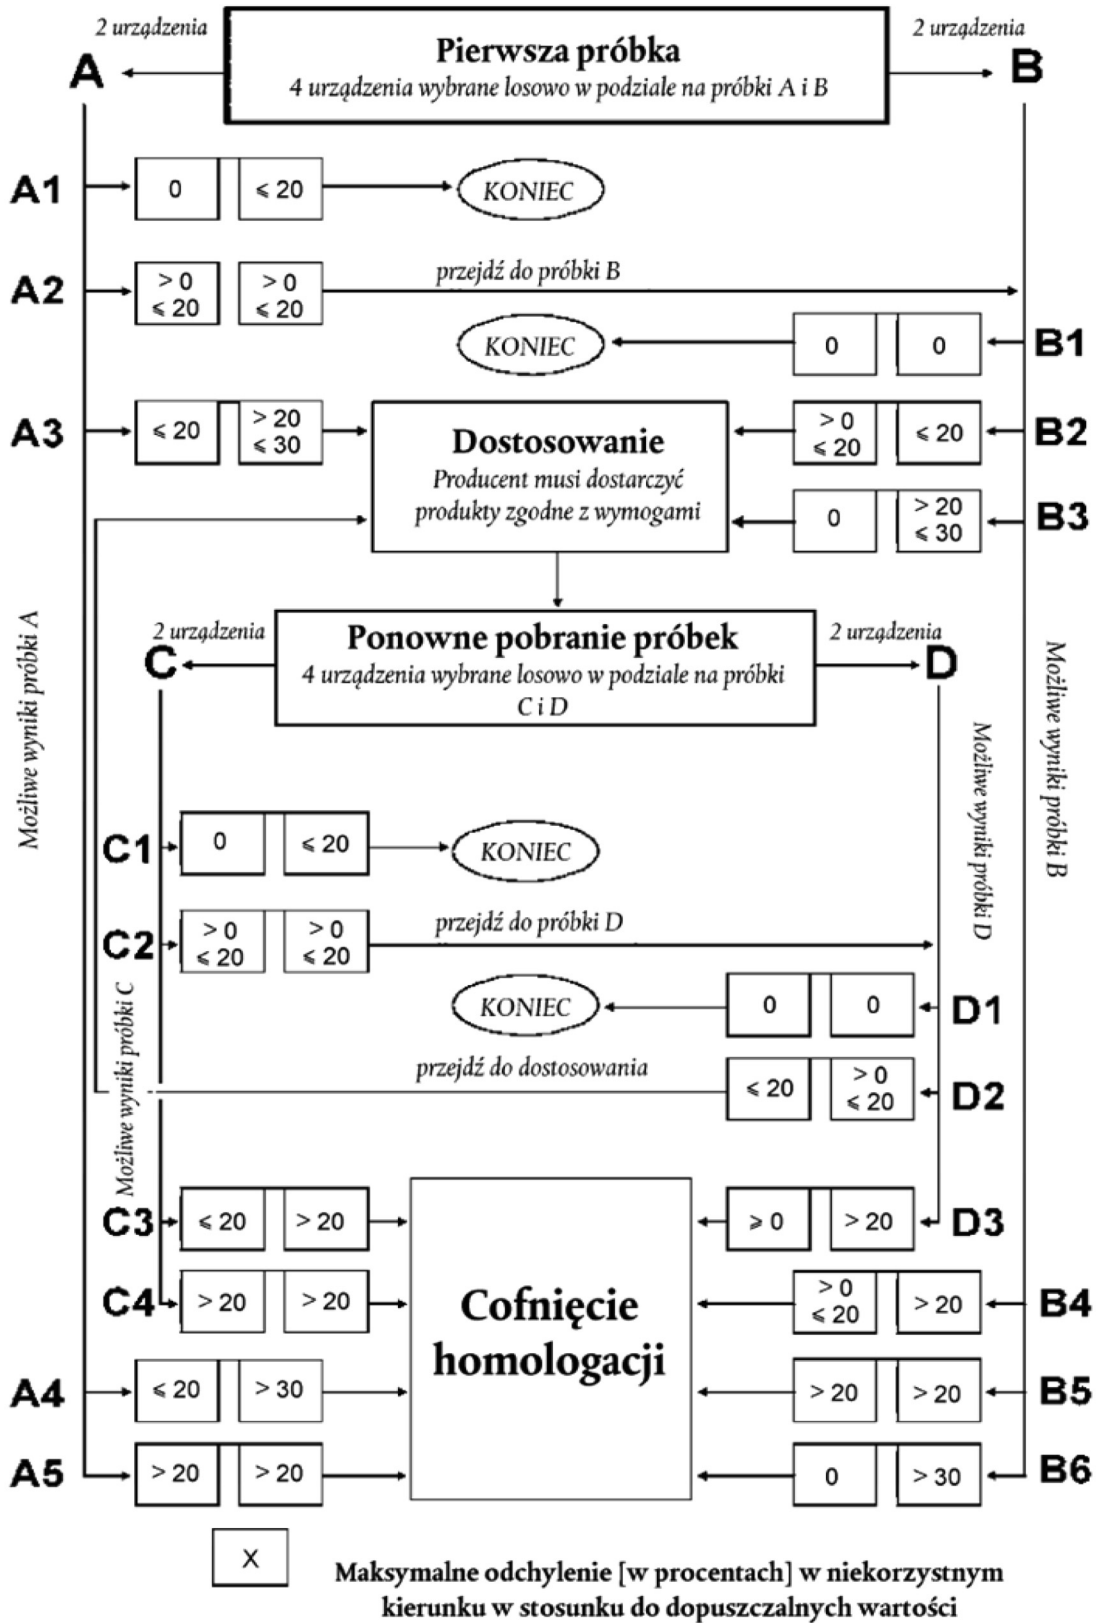 2 urządzenia
Pierwsza próbka
2 urządzenia
A
4 urządzenia wybrane losowo w podziale na próbki A i B
B
A1
0
⩽ 20
KONIEC
A2
> 0
⩽ 20
> 0
⩽ 20
przejdź do próbki B
KONIEC
0
0
B1
A3
⩽ 20
> 20
⩽ 30
Dostosowanie
Producent musi dostarczyć
produkty zgodne z wymogami
> 0
⩽ 20
⩽ 20
B2
0
> 20
⩽ 30
B3
Możliwe wyniki próbki A
2 urządzenia
Ponowne pobranie próbek
2 urządzenia
C
4 urządzenia wybrane losowo w podziale na próbki
C i D
D
Możliwe wyniki próbki D
Możliwe wyniki próbki B
C1
0
⩽ 20
KONIEC
C2
> 0
⩽ 20
> 0
⩽ 20
przejdź do próbki D
Możliwe wyniki próbki C
KONIEC
0
0
D1
przejdź do dostosowania
⩽ 20
> 0
⩽ 20
D2
C3
⩽ 20
> 20
Cofnięcie
homologacji
⩾ 0
> 20
D3
C4
> 20
> 20
> 0
⩽ 20
> 20
B4
A4
⩽ 20
> 30
> 20
> 20
B5
A5
> 20
> 20
0
> 30
B6
X
Maksymalne odchylenie [w procentach] w niekorzystnym
kierunku w stosunku do dopuszczalnych wartości